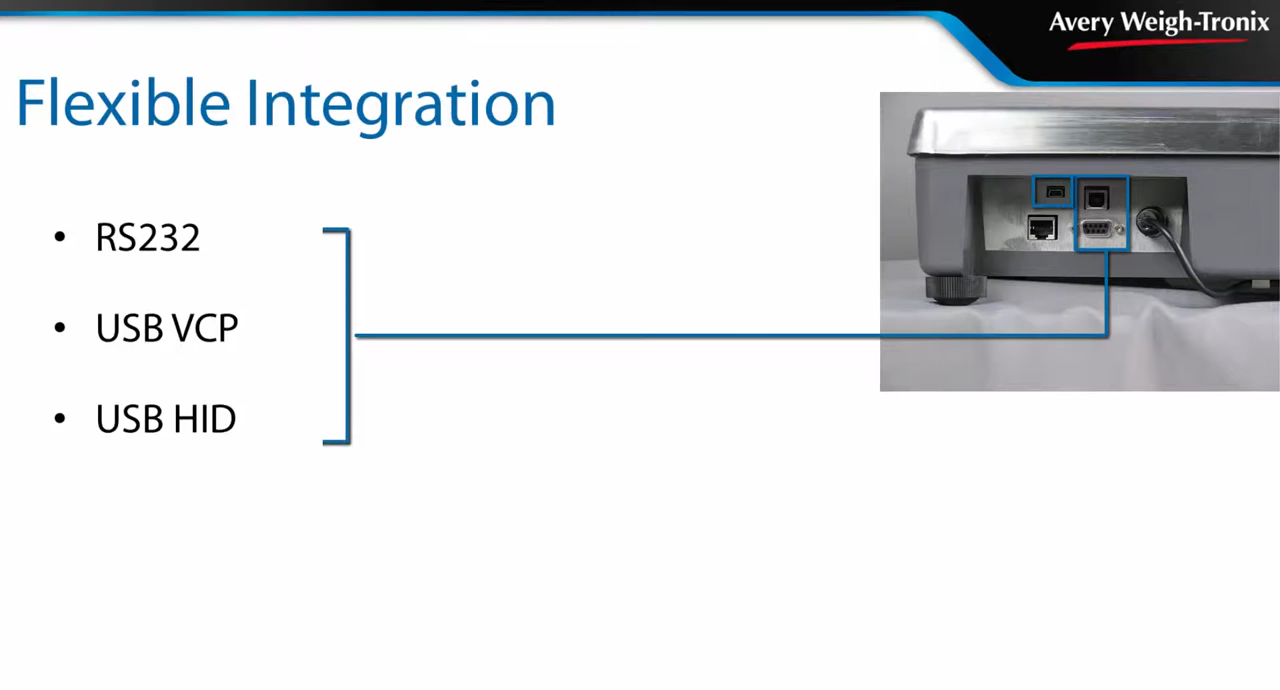 Avery Weigh-Tronix
Flexible Integration
• RS232
• USB VCP
• USB HID